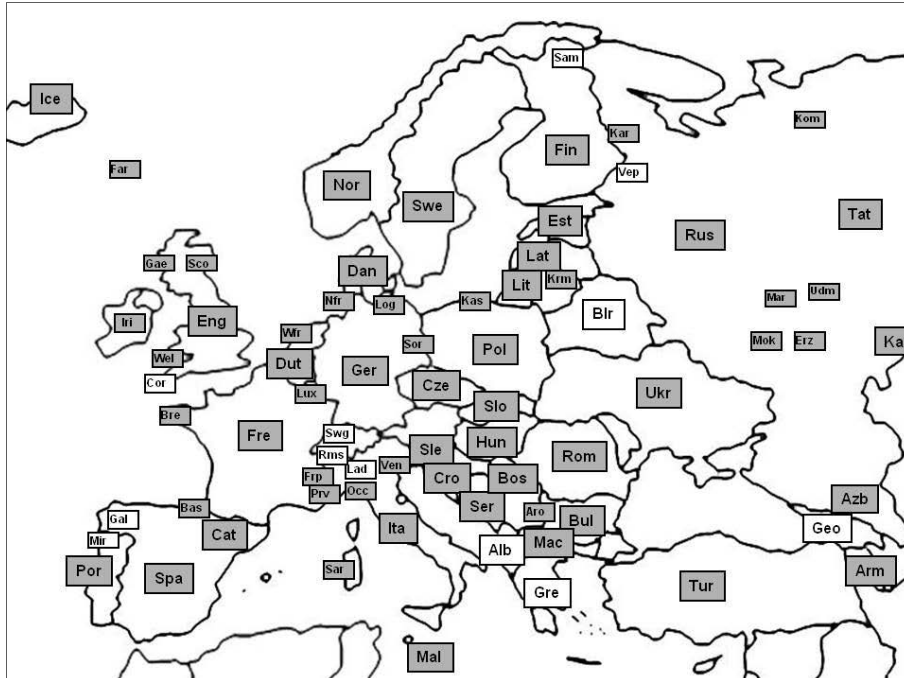 Sam
Ice
Kom
Kar
Fin
Far
Vep
Nor
Swe
Tat
Est
Rus
Lat
Gae
Sco
Dan
Krm
Lit
Mar
Udm
Nfr
Log
Kas
Blr
Iri
Eng
Wfr
Mok
Erz
Ka
Sor
Pol
Wel
Dut
Ger
Cor
Cze
Lux
Ukr
Slo
Bre
Fre
Swg
Hun
Sle
Rms
Rom
Lad
Ven
Frp
Cro
Bos
Prv
Occ
Azb
Bas
Ser
Aro
Gal
Bul
Ita
Geo
Cat
Mir
Alb
Mac
Por
Spa
Sar
Arm
Tur
Gre
Mal